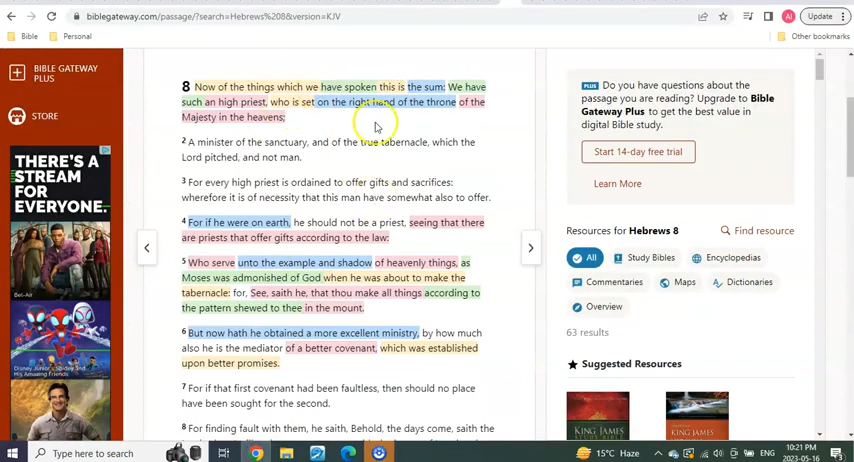 biblegateway.com/passage/?search=Hebrews%208&version=KJV
AI
Update
Bible
Personal
Other bookmarks
BIBLE GATEWAY
PLUS
STORE
THERE'S A
STREAM
FOR
EVERYONE.
Bel-Air
Disney Junior's Spidey and
His Amazing Friends
8 Now of the things which we have spoken this is the sum: We have
such an high priest, who is set on the right hand of the throne of the
Majesty in the heavens;
2 A minister of the sanctuary, and of the true tabernacle, which the
Lord pitched, and not man.
3 For every high priest is ordained to offer gifts and sacrifices:
wherefore it is of necessity that this man have somewhat also to offer.
4 For if he were on earth, he should not be a priest, seeing that there
are priests that offer gifts according to the law:
5 Who serve unto the example and shadow of heavenly things, as
Moses was admonished of God when he was about to make the
tabernacle: for, See, saith he, that thou make all things according to
the pattern shewed to thee in the mount.
6 But now hath he obtained a more excellent ministry, by how much
also he is the mediator of a better covenant, which was established
upon better promises.
7 For if that first covenant had been faultless, then should no place
have been sought for the second.
8 For finding fault with them, he saith, Behold, the days come, saith the
PLUS Do you have questions about the
passage you are reading? Upgrade to Bible
Gateway Plus to get the best value in
digital Bible study.
Start 14-day free trial
Learn More
Resources for Hebrews 8
Find resource
All
Study Bibles
Encyclopedias
Commentaries
Maps
Dictionaries
Overview
63 results
Suggested Resources
KING JAMES
KING JAMES
Type here to search
15°C Haze
ENG
10:21 PM
2023-05-16
3